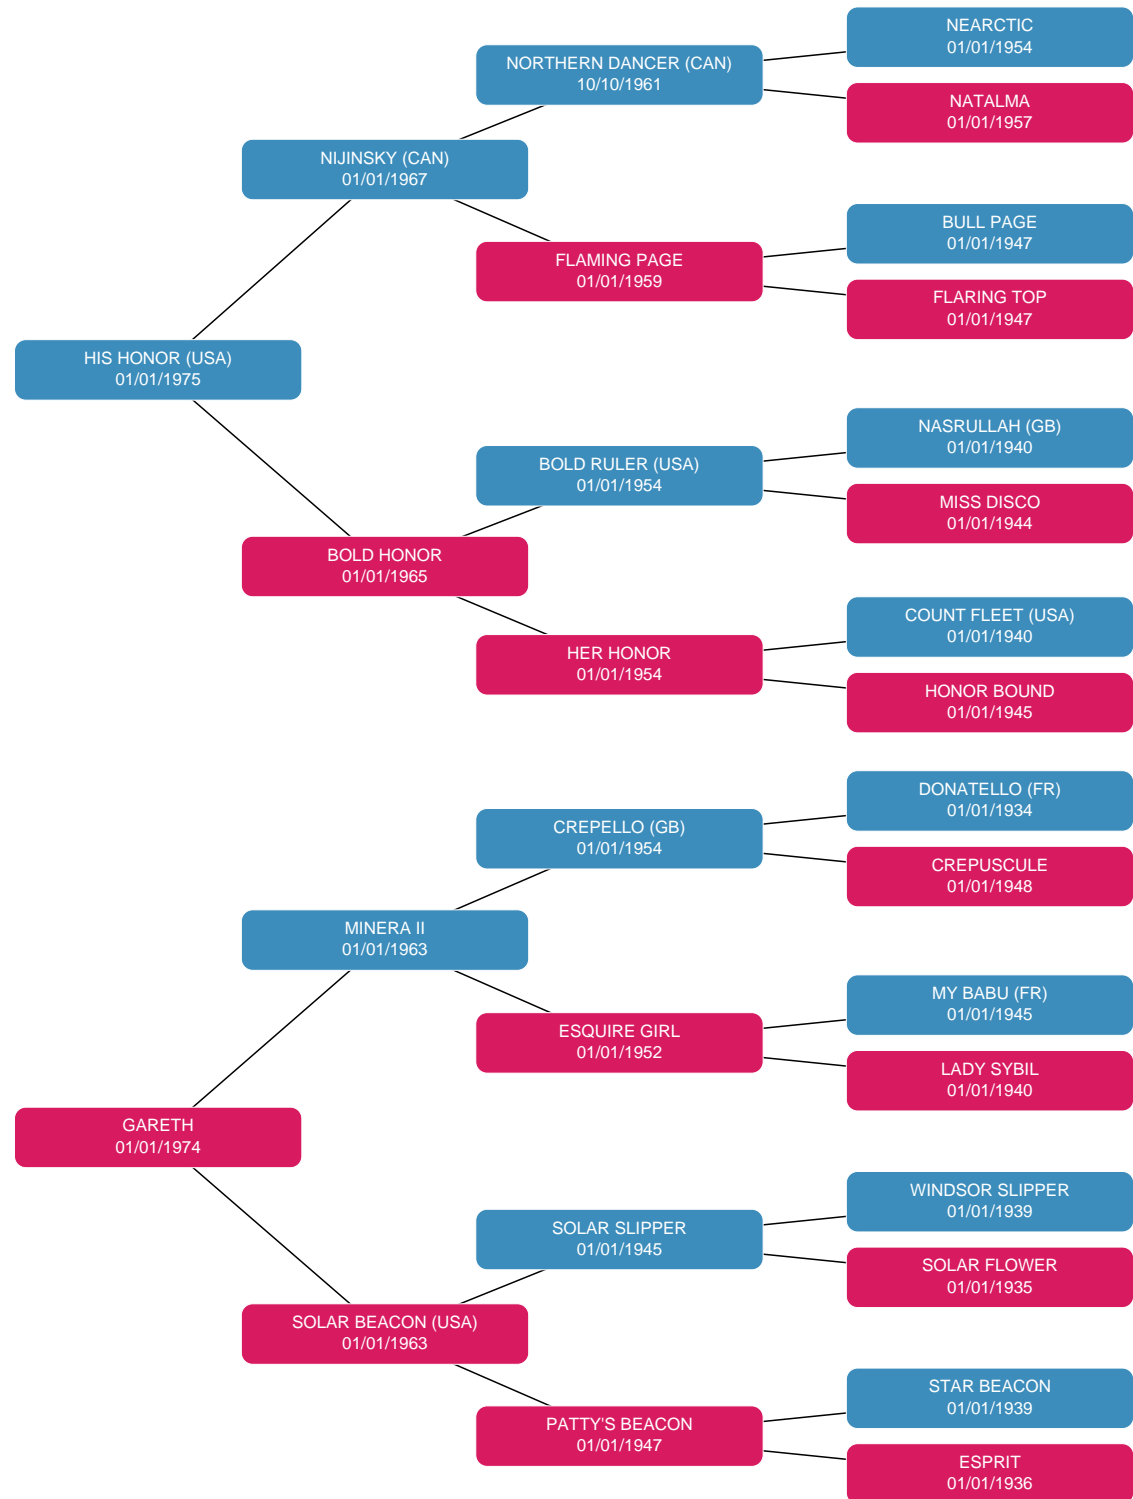 NEARCTIC
01/01/1954
NORTHERN DANCER (CAN)
10/10/1961
NATALMA
01/01/1957
NIJINSKY (CAN)
01/01/1967
BULL PAGE
01/01/1947
FLAMING PAGE
01/01/1959
FLARING TOP
01/01/1947
HIS HONOR (USA)
01/01/1975
NASRULLAH (GB)
01/01/1940
BOLD RULER (USA)
01/01/1954
MISS DISCO
01/01/1944
BOLD HONOR
01/01/1965
COUNT FLEET (USA)
01/01/1940
HER HONOR
01/01/1954
HONOR BOUND
01/01/1945
DONATELLO (FR)
01/01/1934
CREPELLO (GB)
01/01/1954
CREPUSCULE
01/01/1948
MINERA II
01/01/1963
MY BABU (FR)
01/01/1945
ESQUIRE GIRL
01/01/1952
LADY SYBIL
01/01/1940
GARETH
01/01/1974
WINDSOR SLIPPER
01/01/1939
SOLAR SLIPPER
01/01/1945
SOLAR FLOWER
01/01/1935
SOLAR BEACON (USA)
01/01/1963
STAR BEACON
01/01/1939
PATTY'S BEACON
01/01/1947
ESPRIT
01/01/1936